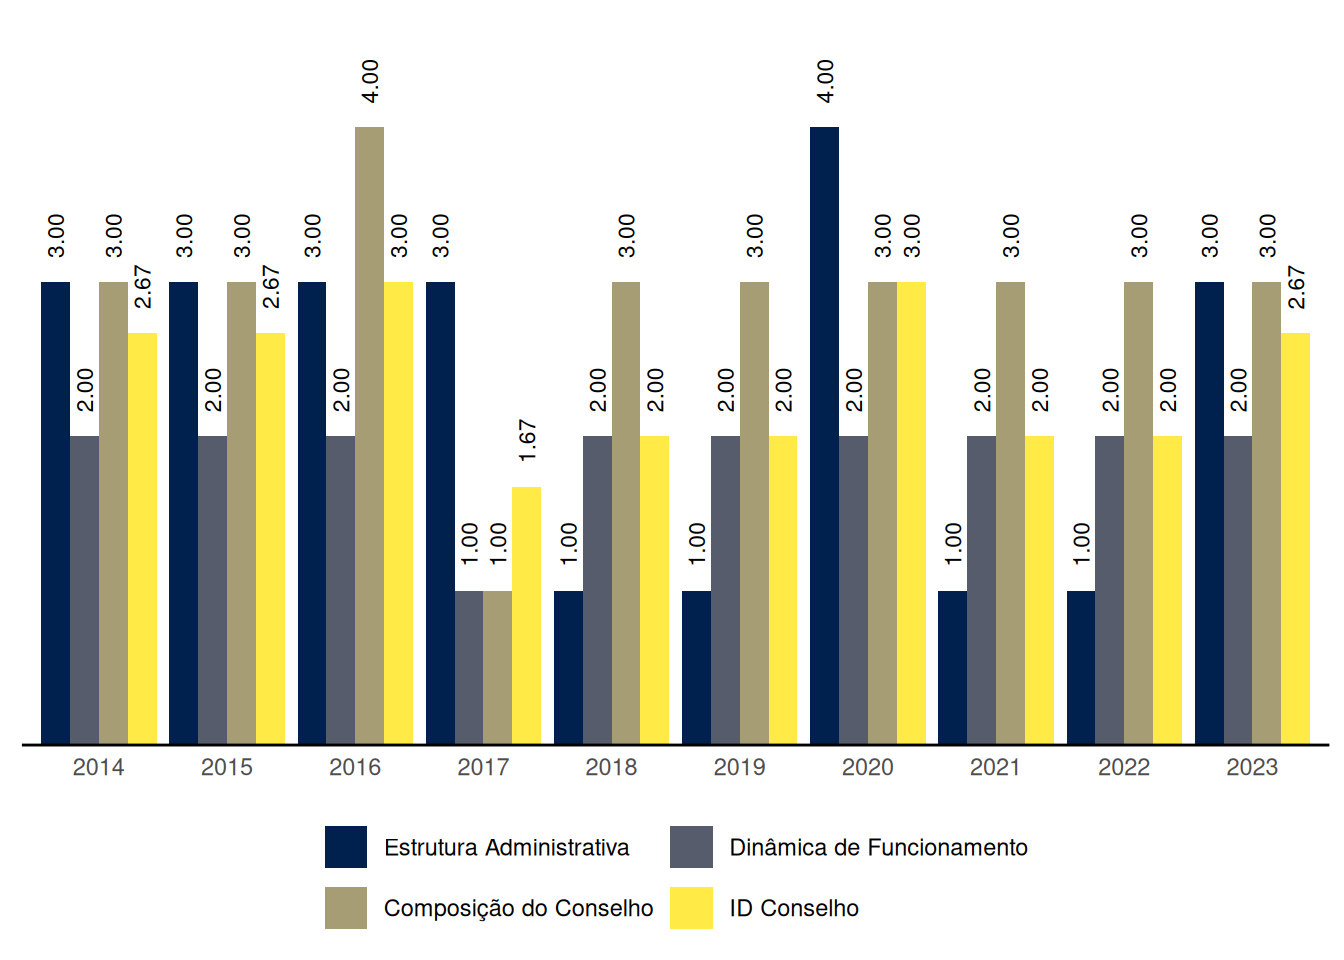 4.00 4.00
3.00 3.00 3.00 3.00 3.00 3.00 3.00 3.00 3.00 3.00 3.00 3.00 3.00 3.00 3.00
2.67 2.67 2.67
2.00 2.00 2.00 2.00 2.00 2.00 2.00 2.00 2.00 2.00 2.00 2.00 2.00
1.67
1.00 1.00 1.00 1.00 1.00 1.00
2014 2015 2016 2017 2018 2019 2020 2021 2022 2023
Estrutura Administrativa Dinâmica de Funcionamento
Composição do Conselho ID Conselho